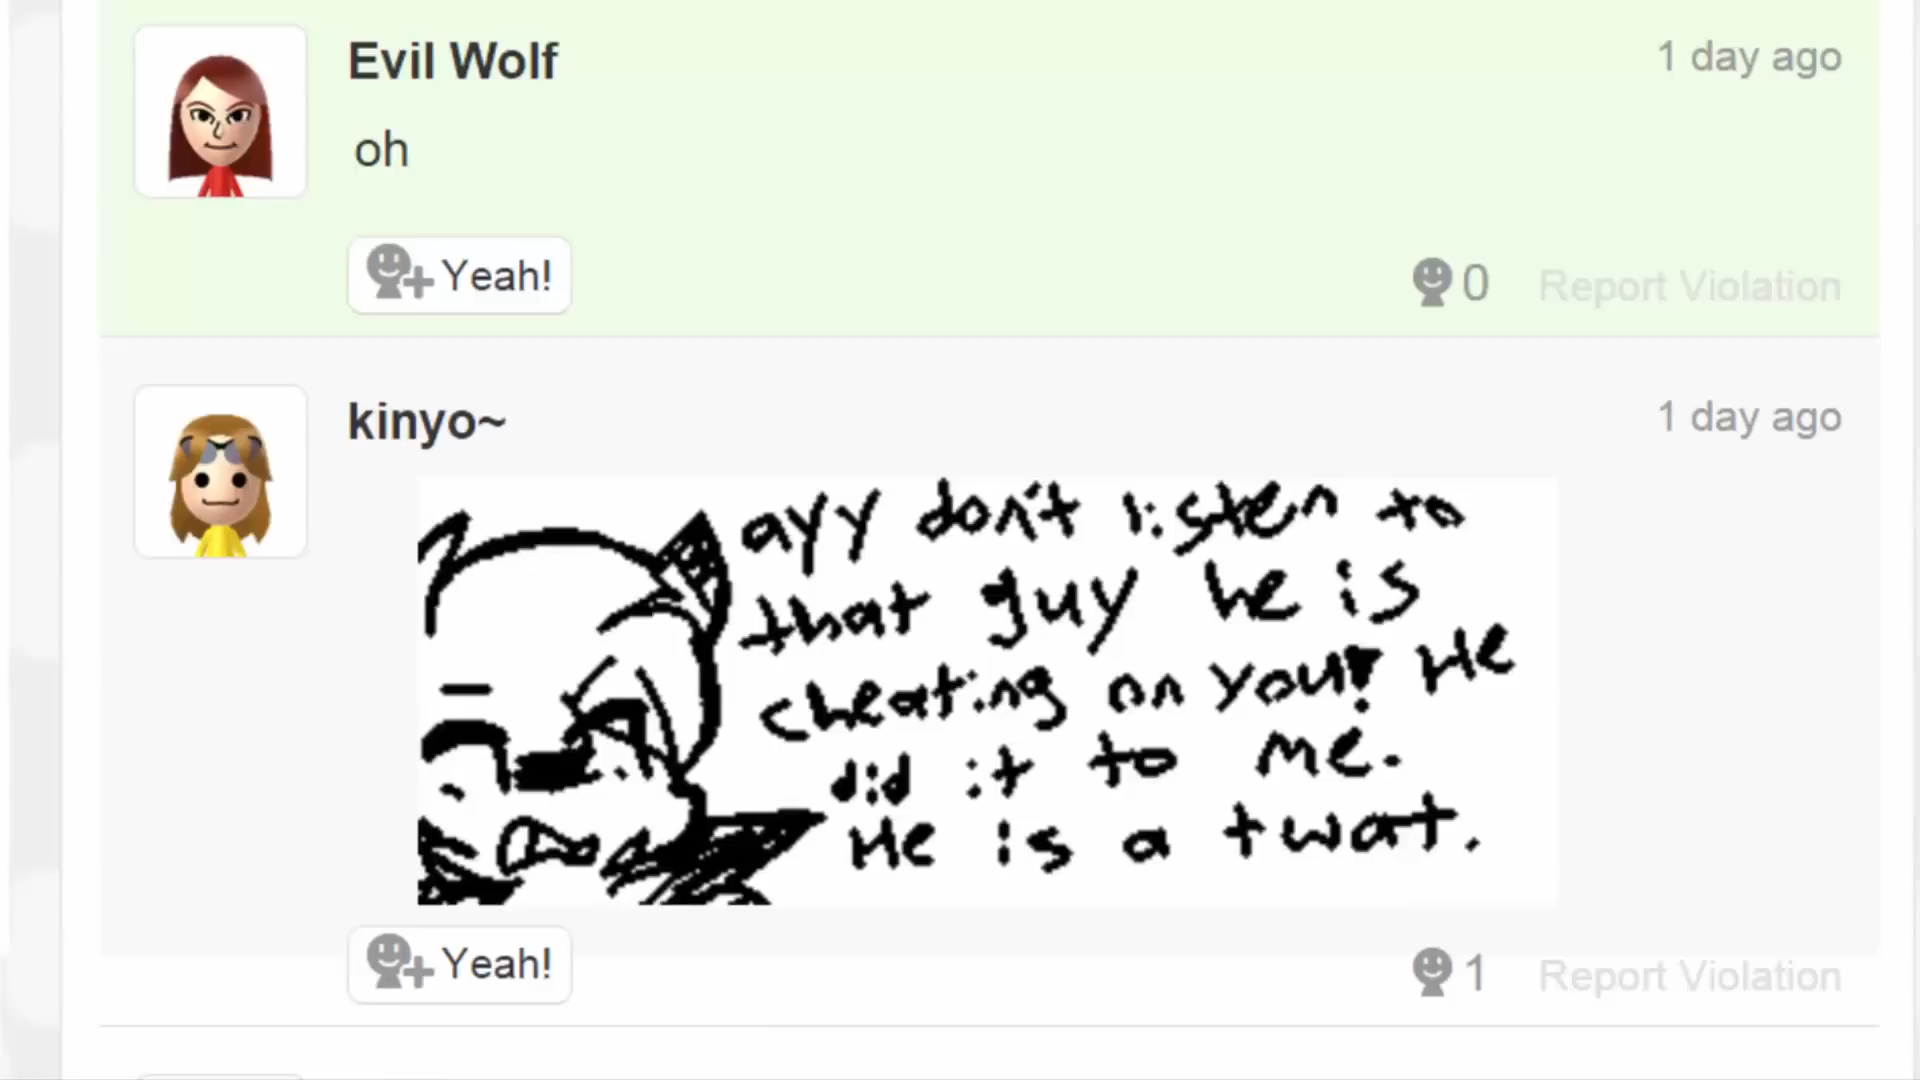 Evil Wolf
1 day ago
oh
Yeah!
0
Report Violation
kinyo~
1 day ago
ayy don't listen to
that guy he is
cheating on you! He
did it to me.
He is a twat.
Yeah!
1
Report Violation